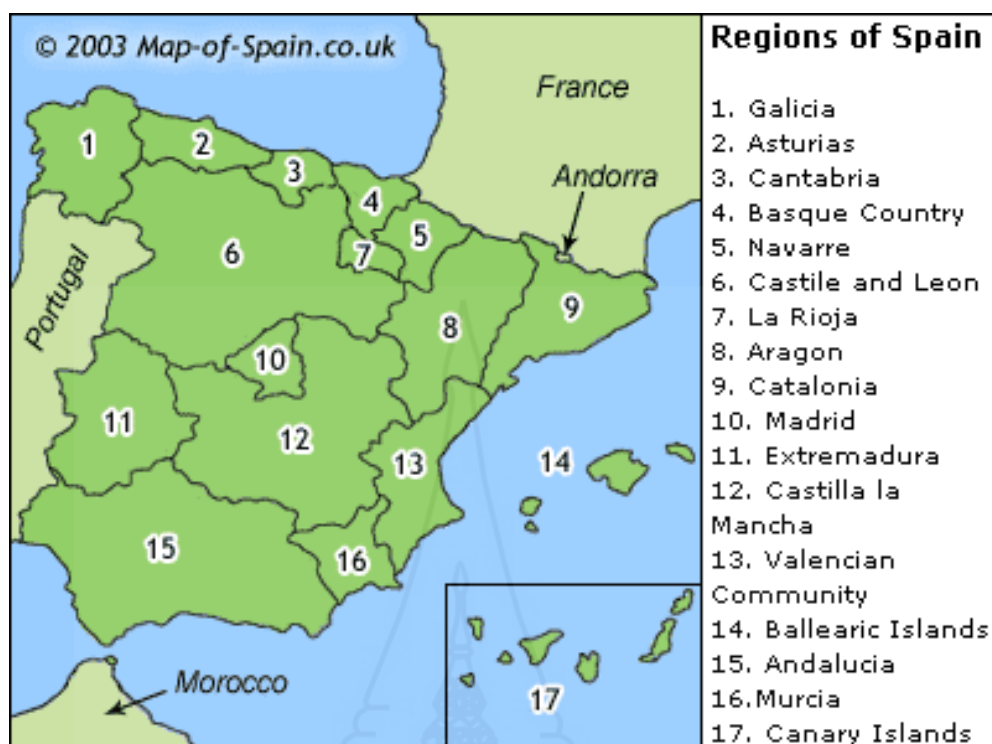 © 2003 Map-of-Spain.co.uk
France
Andorra
Portugal
Morocco
1
2
3
4
5
6
7
8
9
10
11
12
13
14
15
16
17
Regions of Spain
1. Galicia
2. Asturias
3. Cantabria
4. Basque Country
5. Navarre
6. Castile and Leon
7. La Rioja
8. Aragon
9. Catalonia
10. Madrid
11. Extremadura
12. Castilla la
Mancha
13. Valencian
Community
14. Ballearic Islands
15. Andalucia
16.Murcia
17. Canary Islands